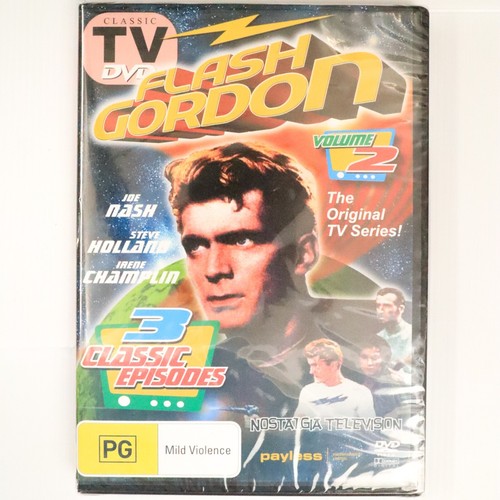 CLASSIC
TV
DVD
FLASH
GORDON
VOLUME
2
The
Original
TV Series!
JOE
NASH
STEVE
HOLLAND
IRENE
CHAMPLIN
3
CLASSIC
EPISODES
NOSTALGIA TELEVISION
PG
Mild Violence
payless
DVD